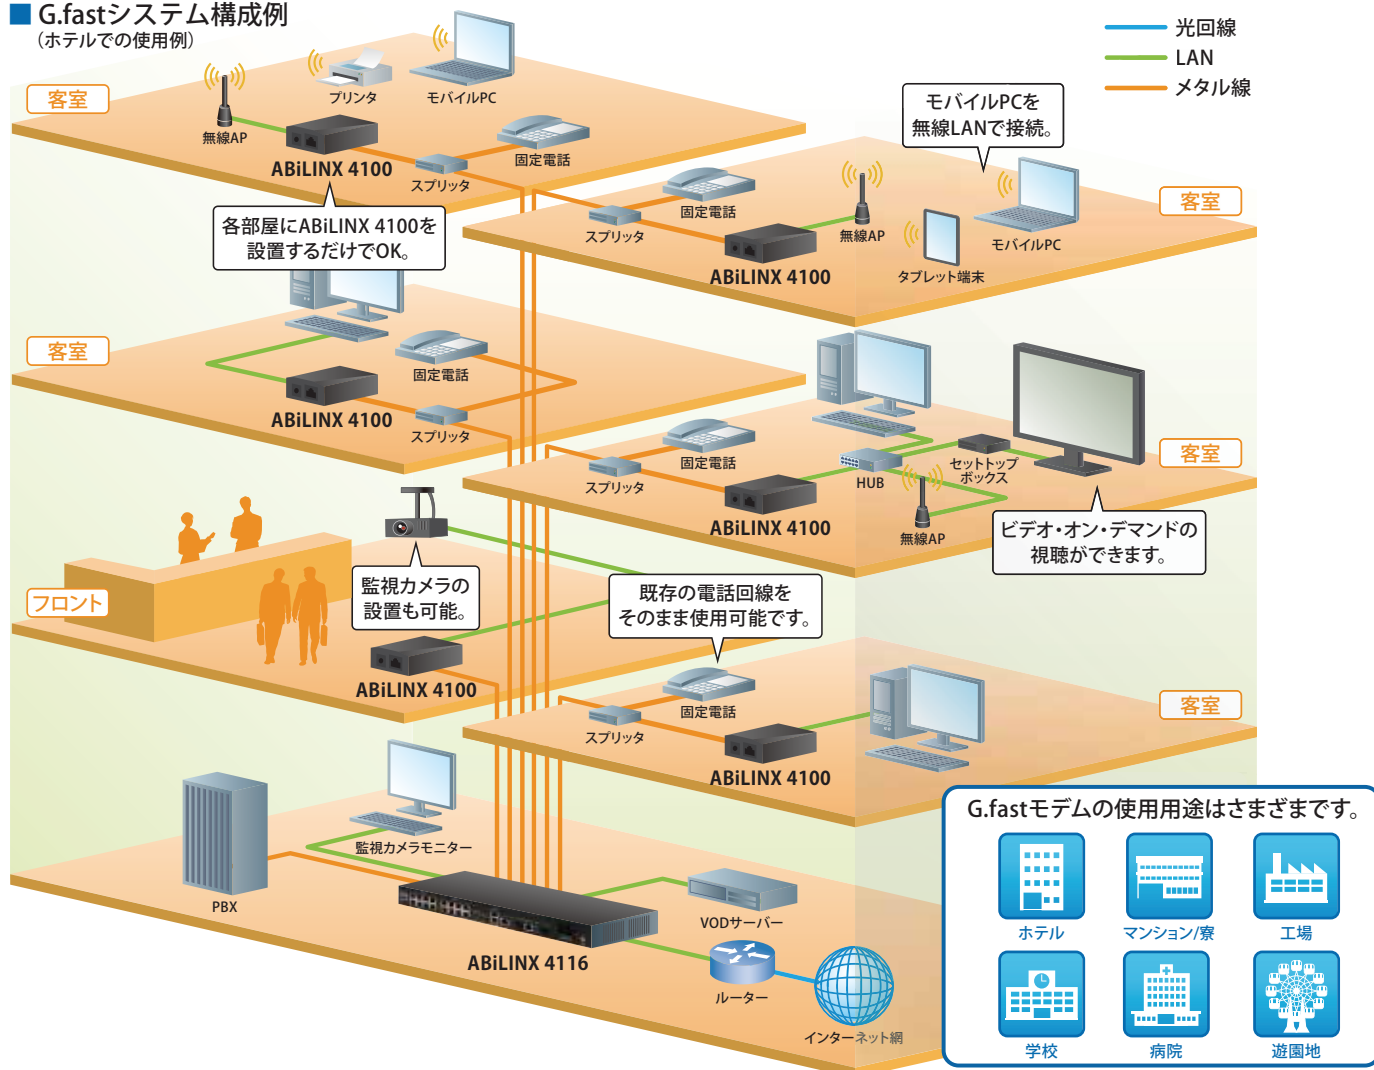 ■ G.fastシステム構成例
（ホテルでの使用例）
光回線
LAN
メタル線
客室
プリンタ
モバイルPC
無線AP
ABiLINX 4100
スプリッタ
固定電話
各部屋にABiLINX 4100を
設置するだけでOK。
モバイルPCを
無線LANで接続。
客室
固定電話
スプリッタ
無線AP
ABiLINX 4100
タブレット端末
モバイルPC
客室
固定電話
ABiLINX 4100
スプリッタ
客室
固定電話
スプリッタ
ABiLINX 4100
HUB
セットトップ
ボックス
無線AP
ビデオ・オン・デマンドの
視聴ができます。
フロント
監視カメラの
設置も可能。
ABiLINX 4100
既存の電話回線を
そのまま使用可能です。
客室
固定電話
スプリッタ
ABiLINX 4100
PBX
監視カメラモニター
ABiLINX 4116
VODサーバー
ルーター
インターネット網
G.fastモデムの使用用途はさまざまです。
ホテル
マンション/寮
工場
学校
病院
遊園地